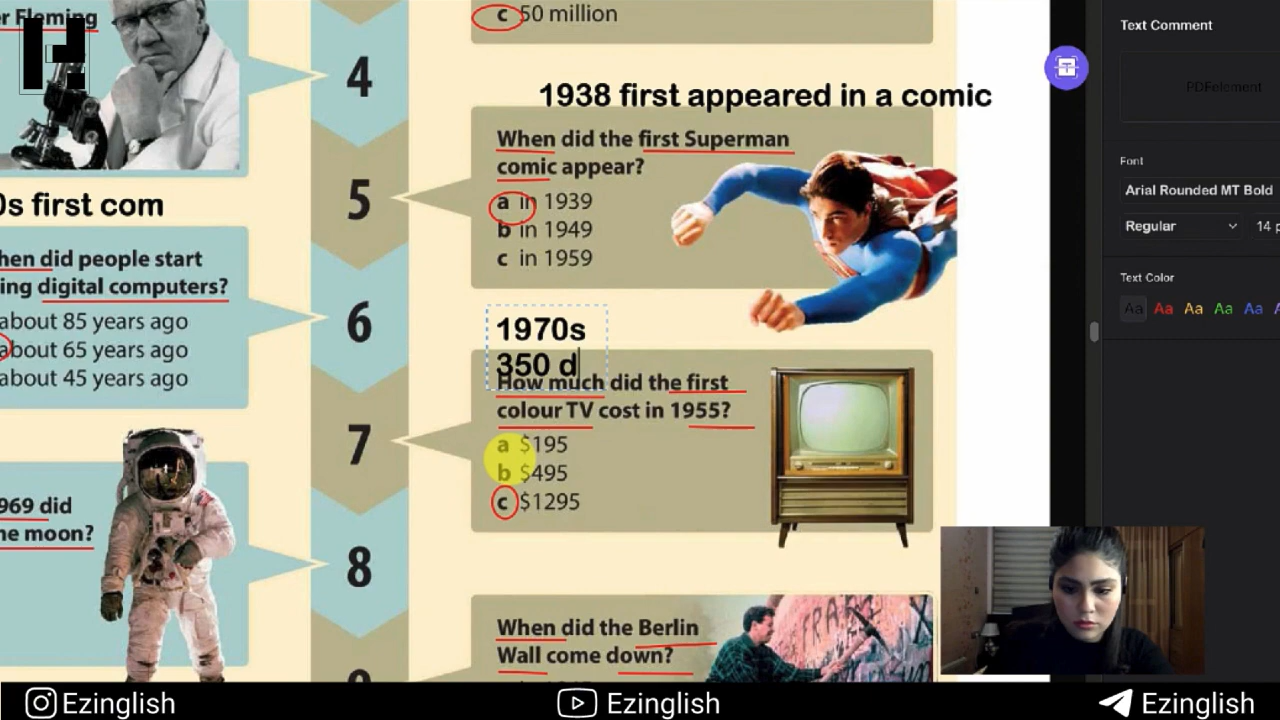 er Fleming
c 50 million
4
Text Comment
PDFelement
1938 first appeared in a comic
When did the first Superman
comic appear?
a in 1939
b in 1949
c in 1959
5
Font
Arial Rounded MT Bold
Regular
14 p
Text Color
Aa Aa Aa Aa Aa
0s first com
hen did people start
ing digital computers?
about 85 years ago
about 65 years ago
about 45 years ago
6
1970s
350 d
How much did the first
colour TV cost in 1955?
a $195
b $495
c $1295
7
969 did
he moon?
8
When did the Berlin
Wall come down?
Ezinglish
Ezinglish
Ezinglish